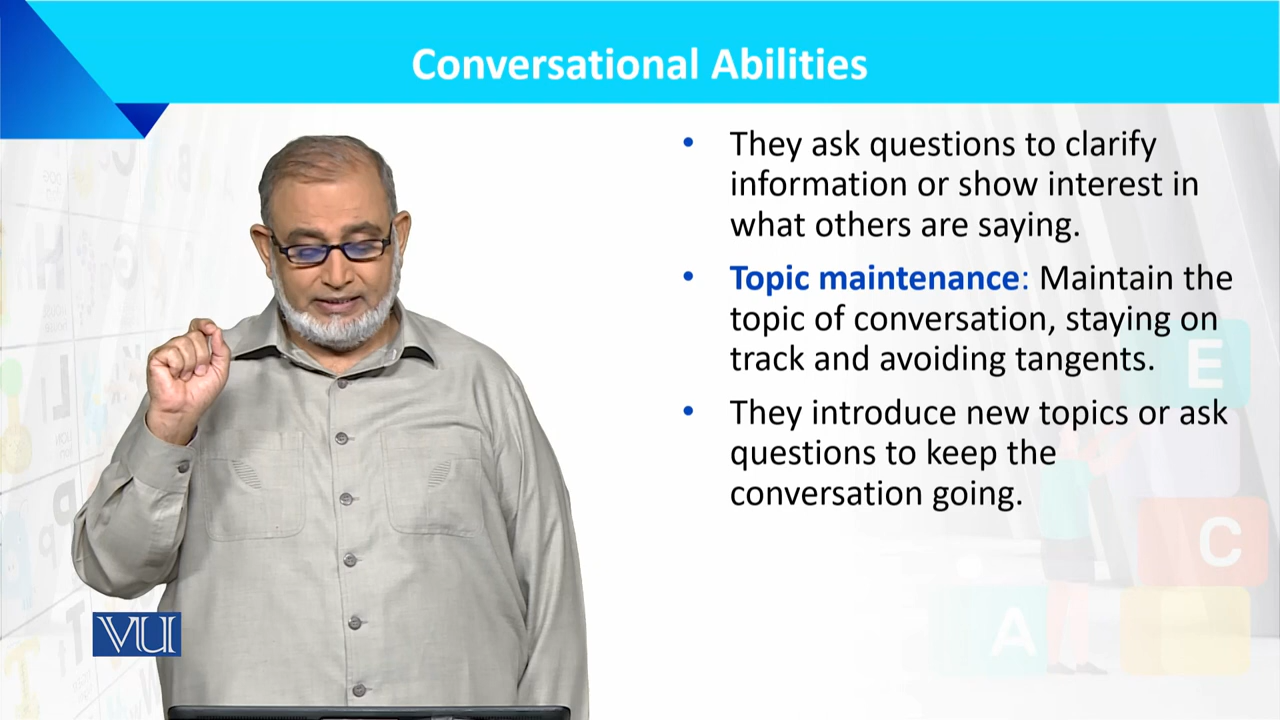 Conversational Abilities
• They ask questions to clarify
information or show interest in
what others are saying.
• Topic maintenance: Maintain the
topic of conversation, staying on
track and avoiding tangents.
• They introduce new topics or ask
questions to keep the
conversation going.
VU
E
C
A